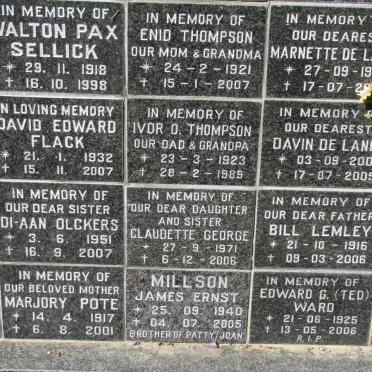 IN MEMORY OF
WALTON PAX
SELLICK
* 29. 11. 1918
+ 16. 10. 1998
IN MEMORY OF
ENID THOMPSON
OUR MOM & GRANDMA
* 24 - 2 - 1921
+ 15 - 1 - 2007
IN MEMORY OF
OUR DEARES
MARNETTE DE LA
* 27 - 09 - 1
+ 17 - 07 - 2
IN LOVING MEMORY
DAVID EDWARD
FLACK
* 21. 1. 1932
+ 15. 11. 2007
IN MEMORY OF
IVOR D. THOMPSON
OUR DAD & GRANDPA
* 23 - 3 - 1923
+ 28 - 2 - 1989
IN MEMORY OF
OUR DEAREST
DAVIN DE LAN
* 03 - 09 - 200
+ 17 - 07 - 2005
IN MEMORY OF
OUR DEAR SISTER
DI-AAN OLCKERS
* 3. 6. 1951
+ 16. 9. 2007
IN MEMORY OF
OUR DEAR DAUGHTER
AND SISTER
CLAUDETTE GEORGE
* 27 - 9 - 1971
+ 6 - 12 - 2006
IN MEMORY OF
OUR DEAR FATHER
BILL LEMLEY
* 21 - 10 - 1916
+ 09 - 03 - 2006
IN MEMORY OF
OUR BELOVED MOTHER
MARJORY POTE
* 14. 4. 1917
+ 6. 8. 2001
MILLSON
JAMES ERNST
* 25. 09. 1940
+ 04. 07. 2005
BROTHER OF PATTY/JOAN
IN MEMORY OF
EDWARD G. (TED)
WARD
* 21 - 06 - 1925
+ 13 - 05 - 2006
R.I.P.